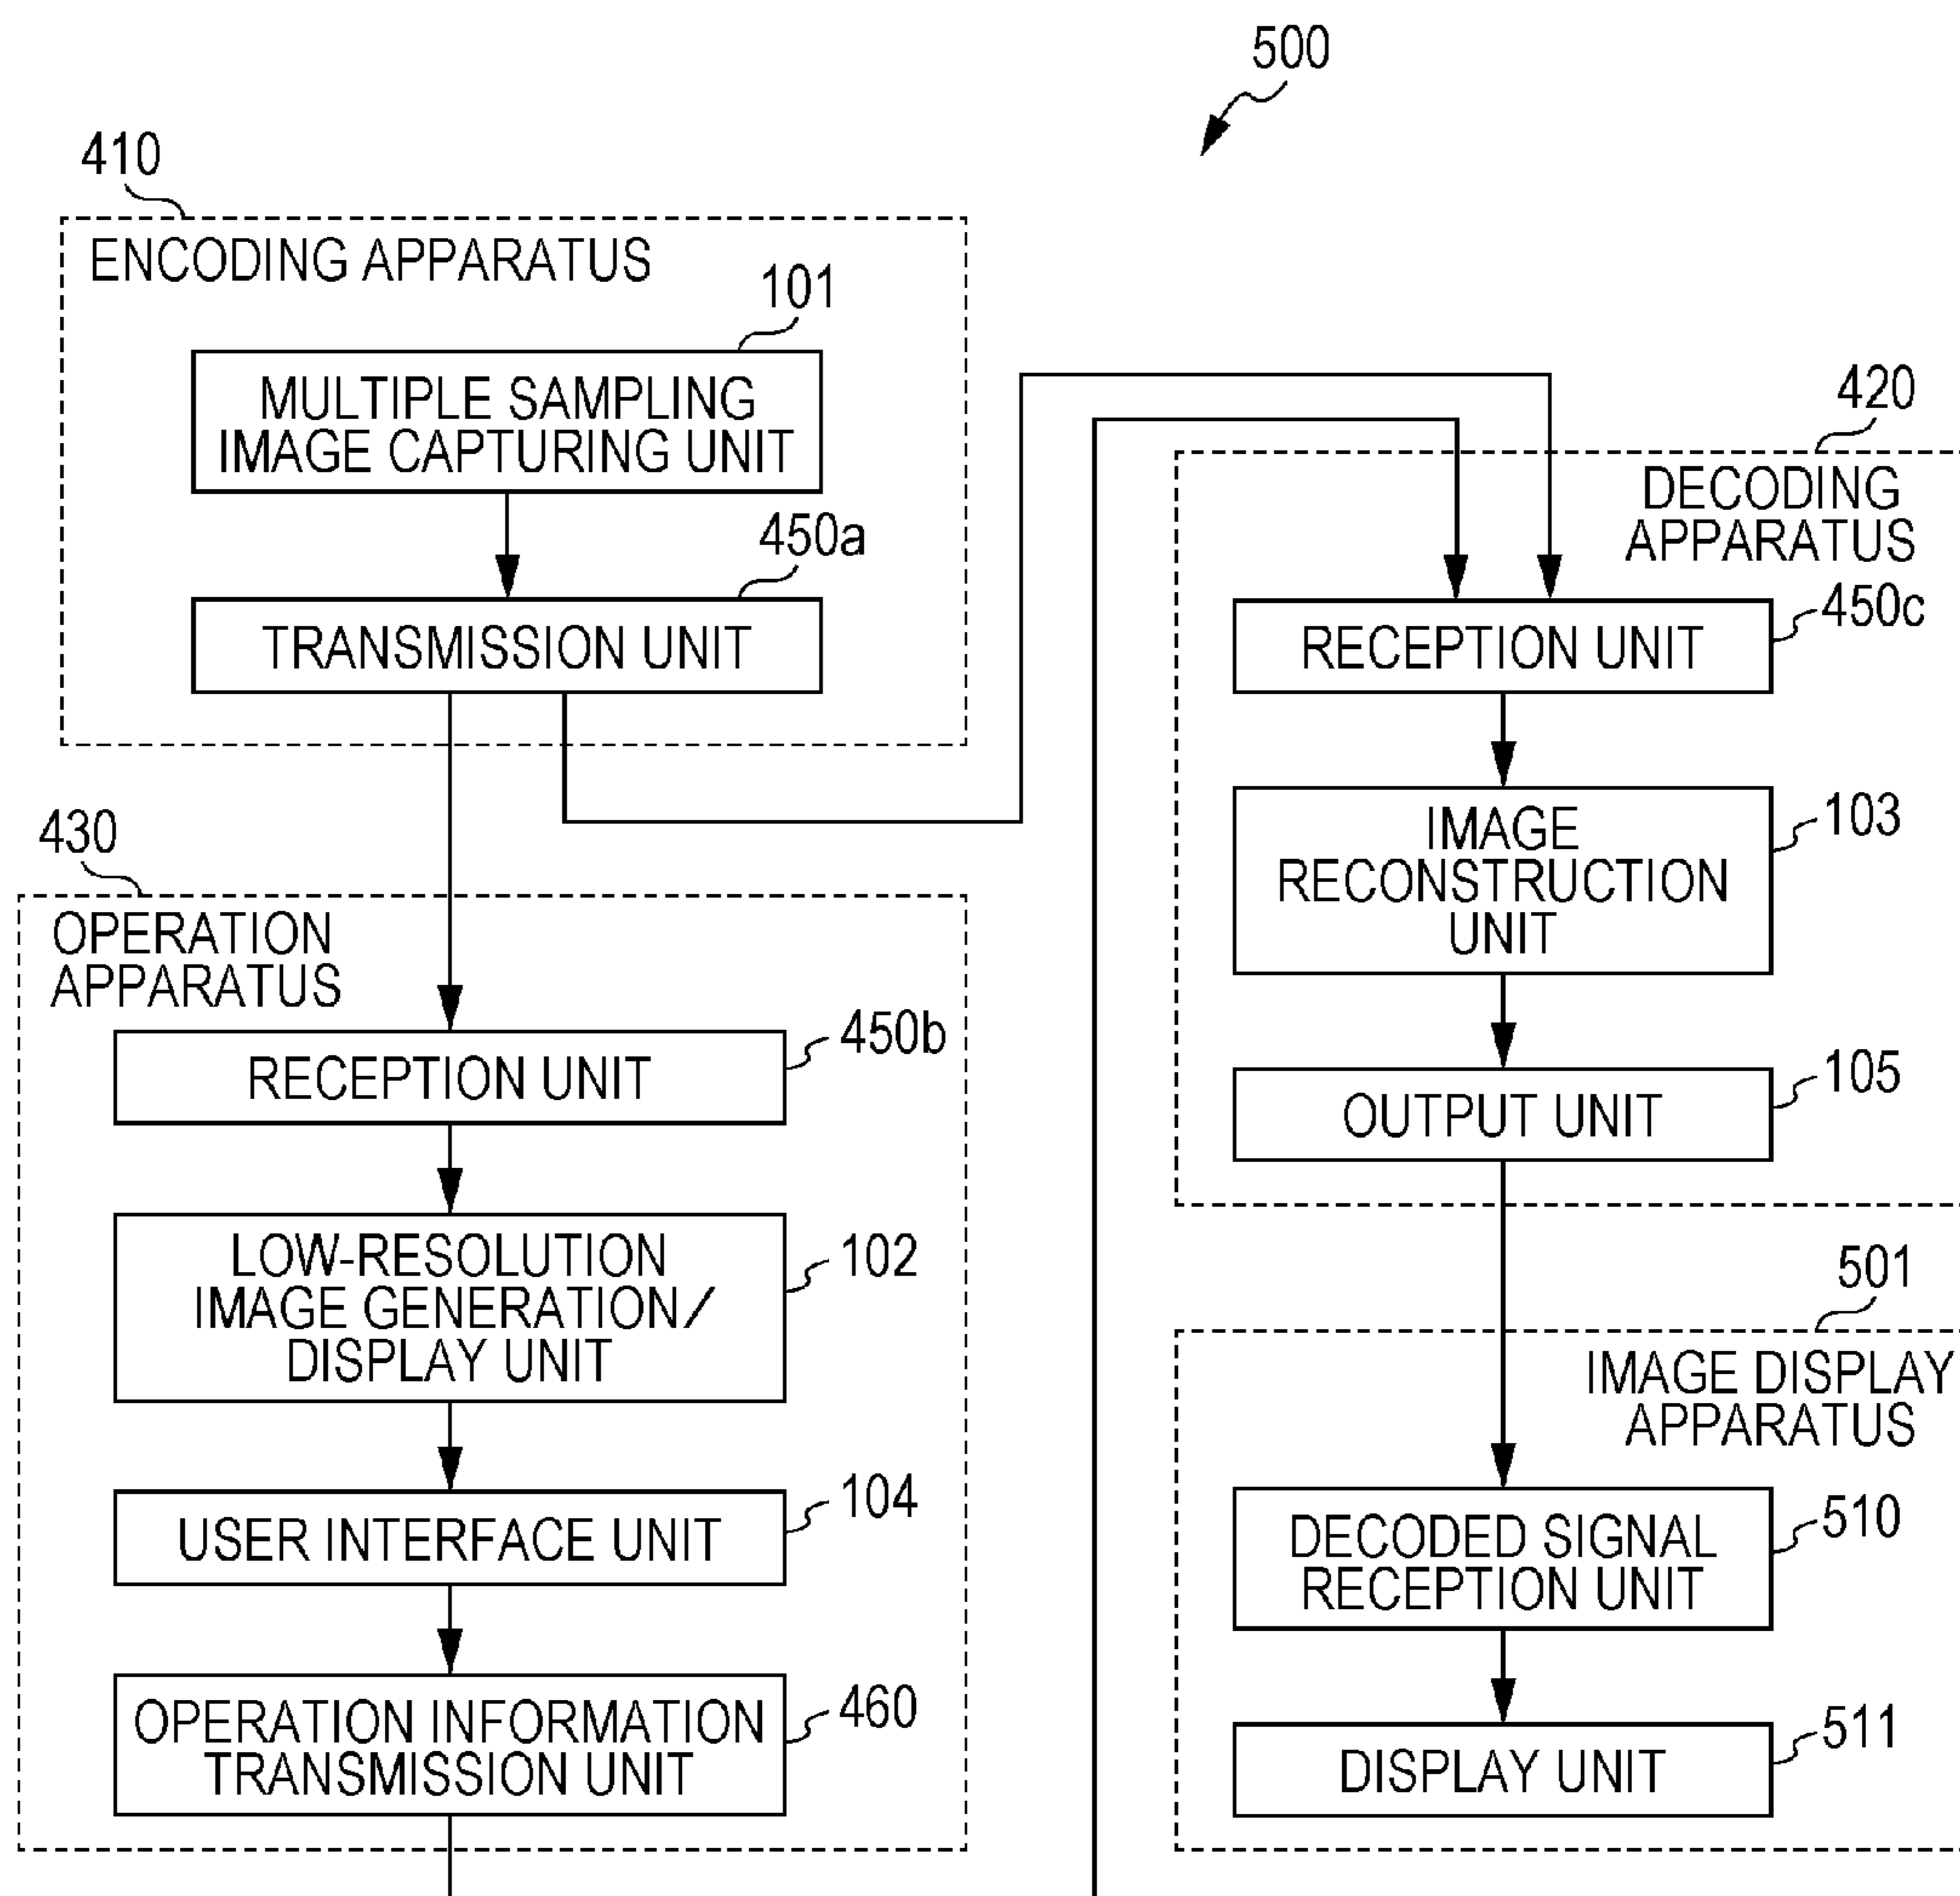 500
410
ENCODING APPARATUS
101
MULTIPLE SAMPLING
IMAGE CAPTURING UNIT
450a
TRANSMISSION UNIT
430
OPERATION
APPARATUS
450b
RECEPTION UNIT
102
LOW-RESOLUTION
IMAGE GENERATION/
DISPLAY UNIT
104
USER INTERFACE UNIT
460
OPERATION INFORMATION
TRANSMISSION UNIT
420
DECODING
APPARATUS
450c
RECEPTION UNIT
103
IMAGE
RECONSTRUCTION
UNIT
105
OUTPUT UNIT
501
IMAGE DISPLAY
APPARATUS
510
DECODED SIGNAL
RECEPTION UNIT
511
DISPLAY UNIT